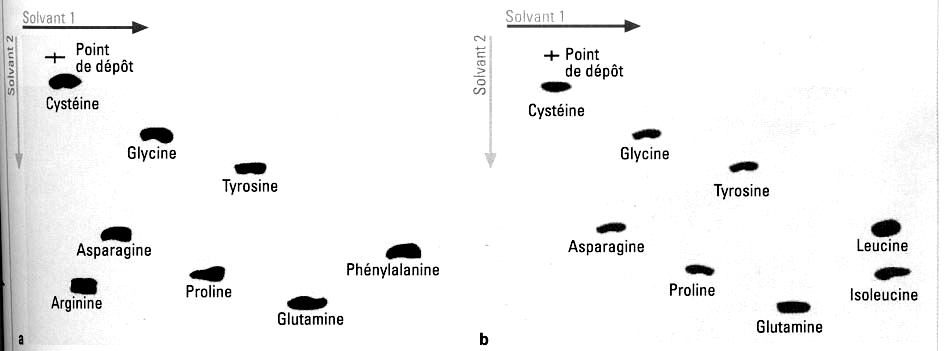 Solvant 1
Solvant 2
Point
de dépôt
Cystéine
Glycine
Tyrosine
Asparagine
Phénylalanine
Arginine
Proline
Glutamine
a
Solvant 1
Solvant 2
Point
de dépôt
Cystéine
Glycine
Tyrosine
Asparagine
Leucine
Proline
Isoleucine
Glutamine
b